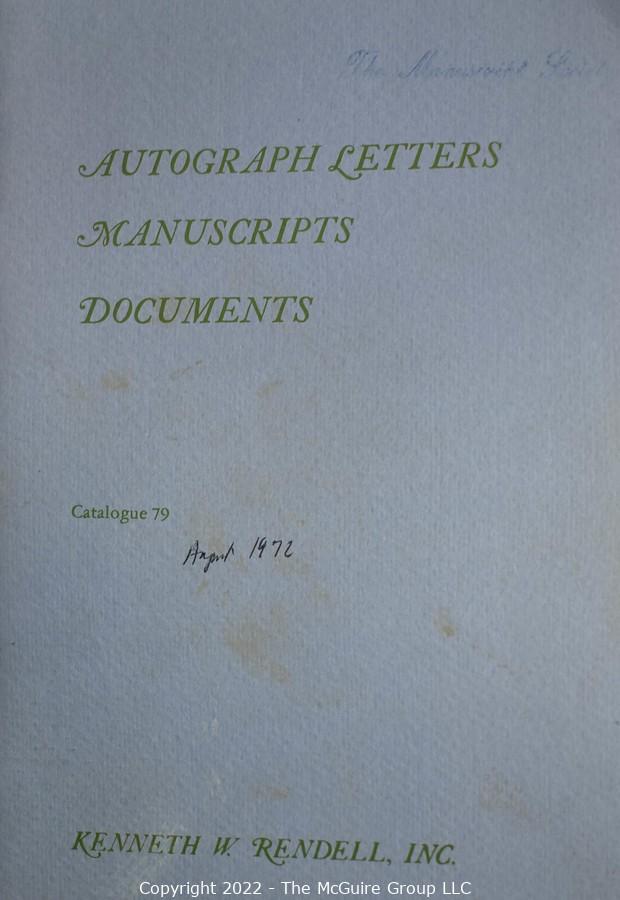 The Manuscript Societ
AUTOGRAPH LETTERS
MANUSCRIPTS
DOCUMENTS
Catalogue 79
August 1972
KENNETH W. RENDELL, INC.
Copyright 2022 - The McGuire Group LLC